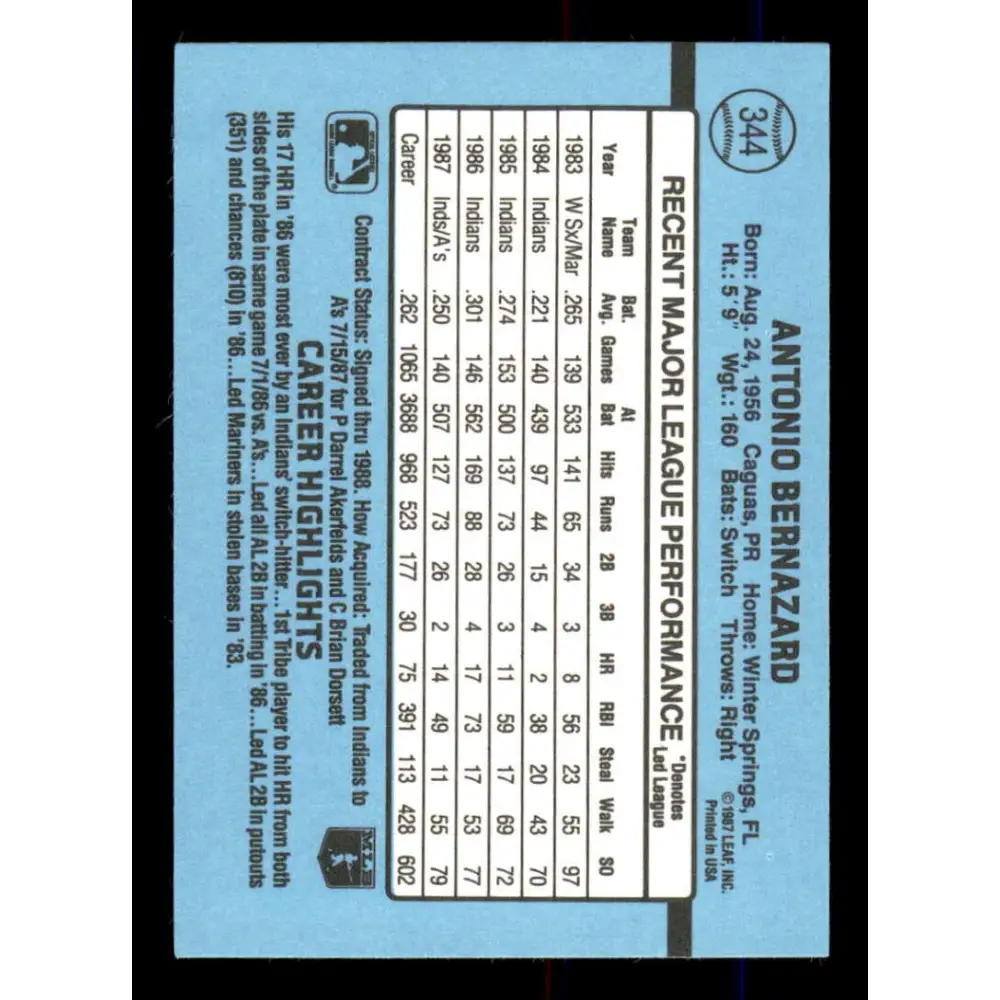 344
ANTONIO BERNAZARD
Born: Aug. 24, 1956 Caguas, PR Home: Winter Springs, FL
Ht.: 5'9" Wgt.: 160 Bats: Switch Throws: Right
©1987 LEAF, INC.
Printed in USA
RECENT MAJOR LEAGUE PERFORMANCE
*Denotes
Led League
Year Team Name Bat. Avg. Games At Bat Hits Runs 2B 3B HR RBI Steal Walk SO
1983 W Sx/Mar .265 139 533 141 65 34 3 8 56 23 55 97
1984 Indians .221 140 439 97 44 15 4 2 38 20 43 70
1985 Indians .274 153 500 137 73 26 3 11 59 17 69 72
1986 Indians .301 146 562 169 88 28 4 17 73 17 53 77
1987 Inds/A's .250 140 507 127 73 26 2 14 49 11 55 79
Career .262 1065 3688 968 523 177 30 75 391 113 428 602
Contract Status: Signed thru 1988. How Acquired: Traded from Indians to
A's 7/15/87 for P Darrel Akerfelds and C Brian Dorsett
MLB
CAREER HIGHLIGHTS
His 17 HR in '86 were most ever by an Indians' switch-hitter...1st Tribe player to hit HR from both
sides of the plate in same game 7/1/86 vs. A's...Led all AL 2B in batting in '86...Led AL 2B in putouts
(351) and chances (810) in '86...Led Mariners in stolen bases in '83.